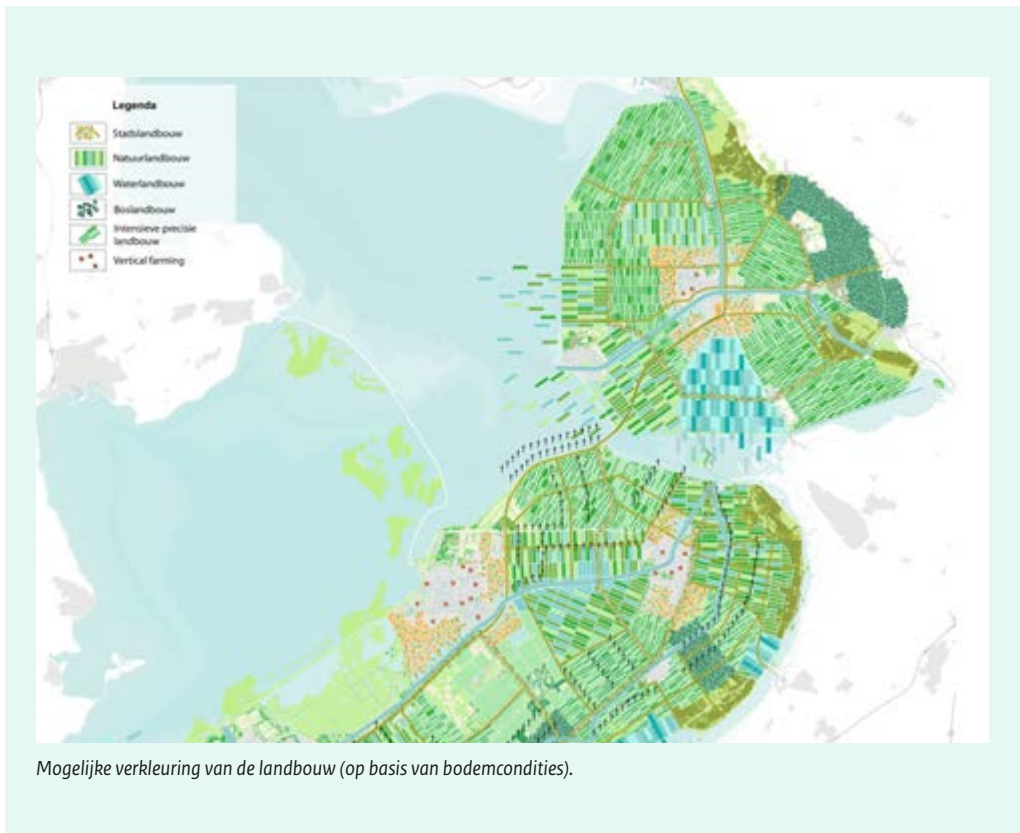 Legenda
Stadslandbouw
Natuurlandbouw
Waterlandbouw
Boslandbouw
Intensieve precisie
landbouw
Vertical farming
Mogelijke verkleuring van de landbouw (op basis van bodemcondities).